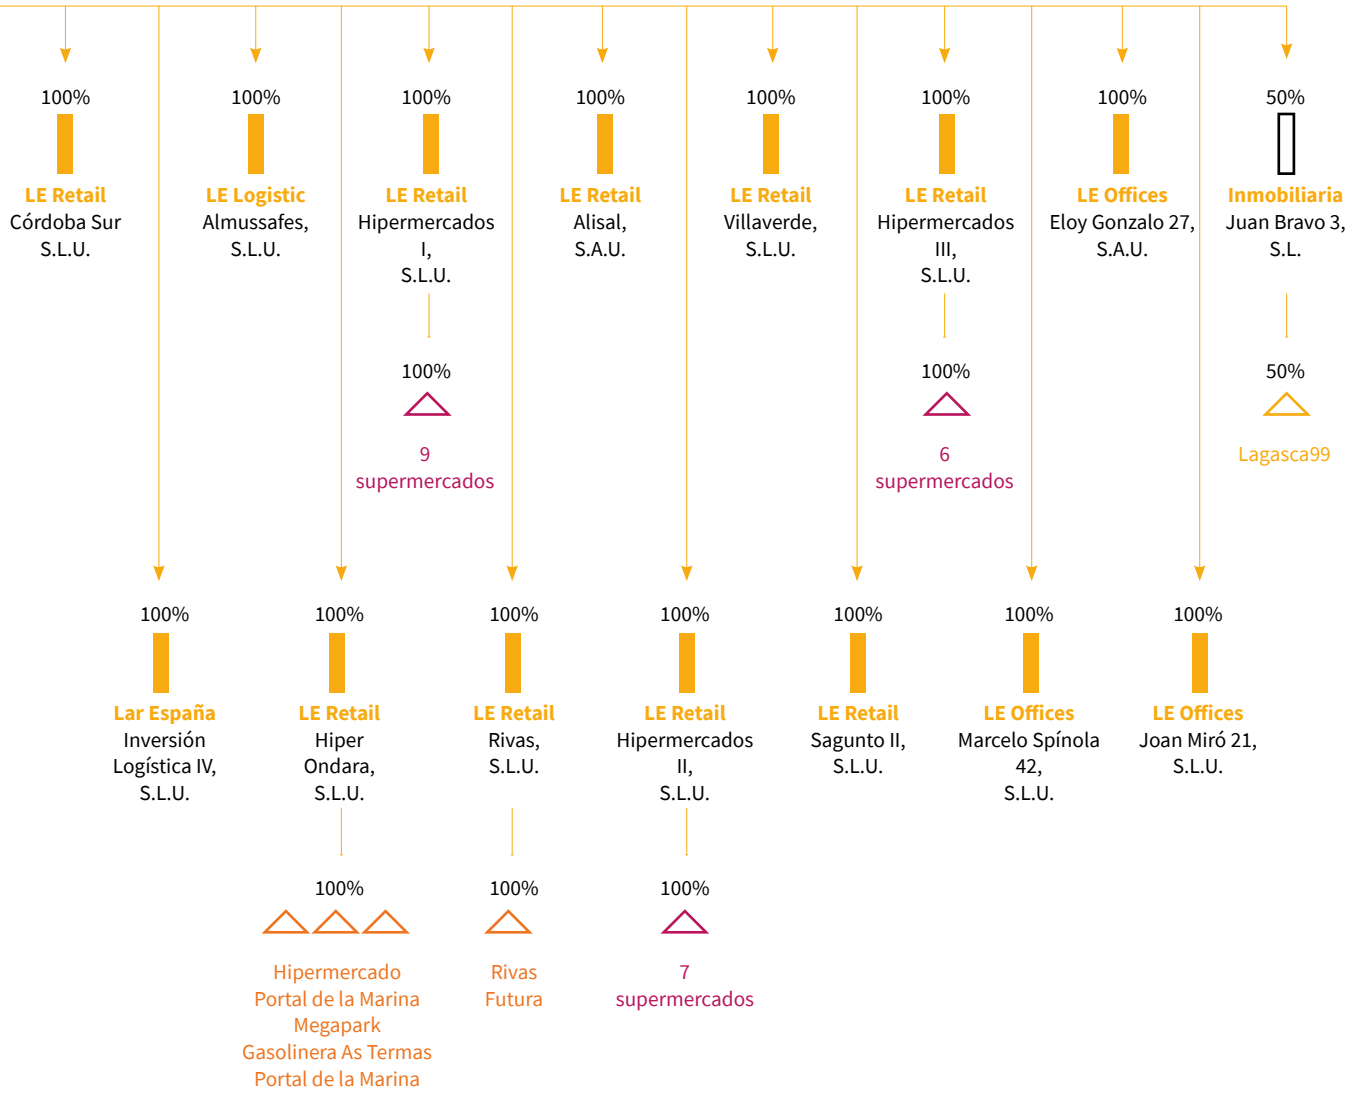 100%
LE Retail
Córdoba Sur
S.L.U.
100%
LE Logistic
Almussafes,
S.L.U.
100%
LE Retail
Hipermercados
I,
S.L.U.
100%
9
supermercados
100%
LE Retail
Alisal,
S.A.U.
100%
LE Retail
Villaverde,
S.L.U.
100%
LE Retail
Hipermercados
III,
S.L.U.
100%
6
supermercados
100%
LE Offices
Eloy Gonzalo 27,
S.A.U.
50%
Inmobiliaria
Juan Bravo 3,
S.L.
50%
Lagasca99
100%
Lar España
Inversión
Logística IV,
S.L.U.
100%
LE Retail
Hiper
Ondara,
S.L.U.
100%
Hipermercado
Portal de la Marina
Megapark
Gasolinera As Termas
Portal de la Marina
100%
LE Retail
Rivas,
S.L.U.
100%
Rivas
Futura
100%
LE Retail
Hipermercados
II,
S.L.U.
100%
7
supermercados
100%
LE Retail
Sagunto II,
S.L.U.
100%
LE Offices
Marcelo Spínola
42,
S.L.U.
100%
LE Offices
Joan Miró 21,
S.L.U.